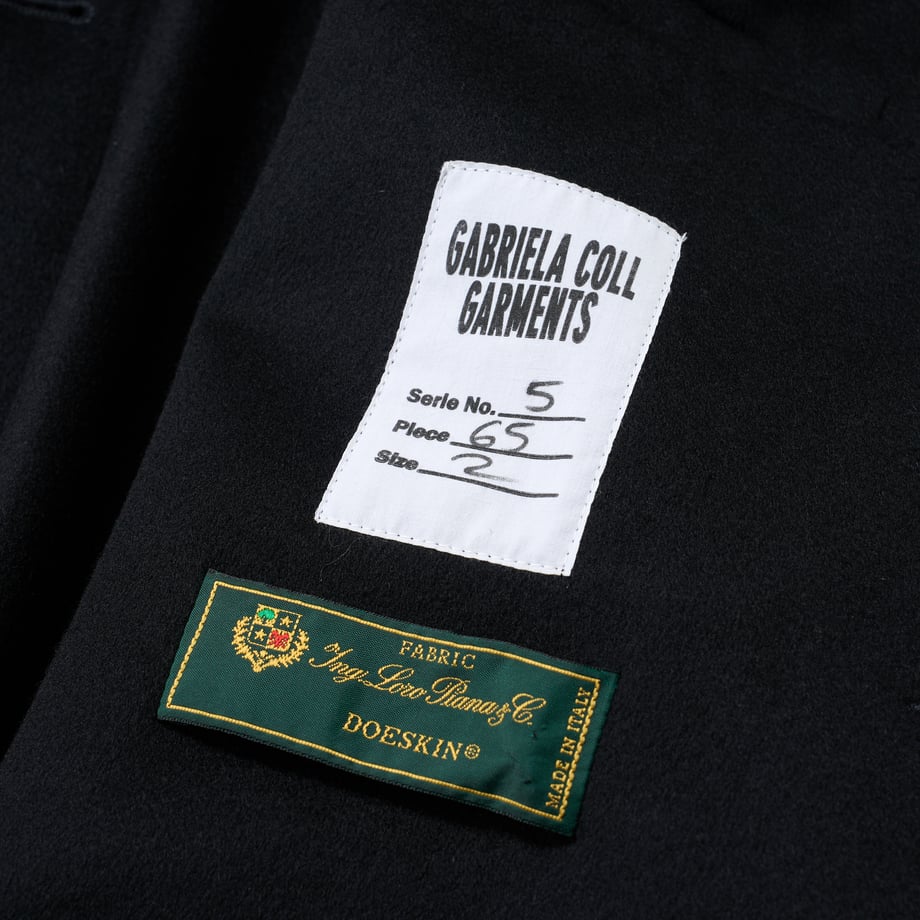 GABRIELA COLL
GARMENTS
Serie No. 5
Piece 65
Size 2
FABRIC
Ing. Loro Piana & C.
DOESKIN®
MADE IN ITALY